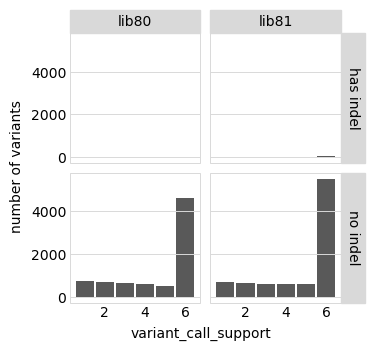 lib80 lib81
4000
2000
0
has indel
4000
2000
0
no indel
2 4 6 2 4 6
variant_call_support
number of variants